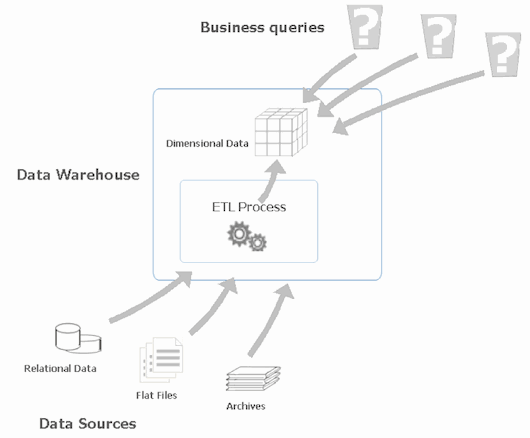 Business queries
?
?
?
Dimensional Data
Data Warehouse
ETL Process
Relational Data
Flat Files
Archives
Data Sources